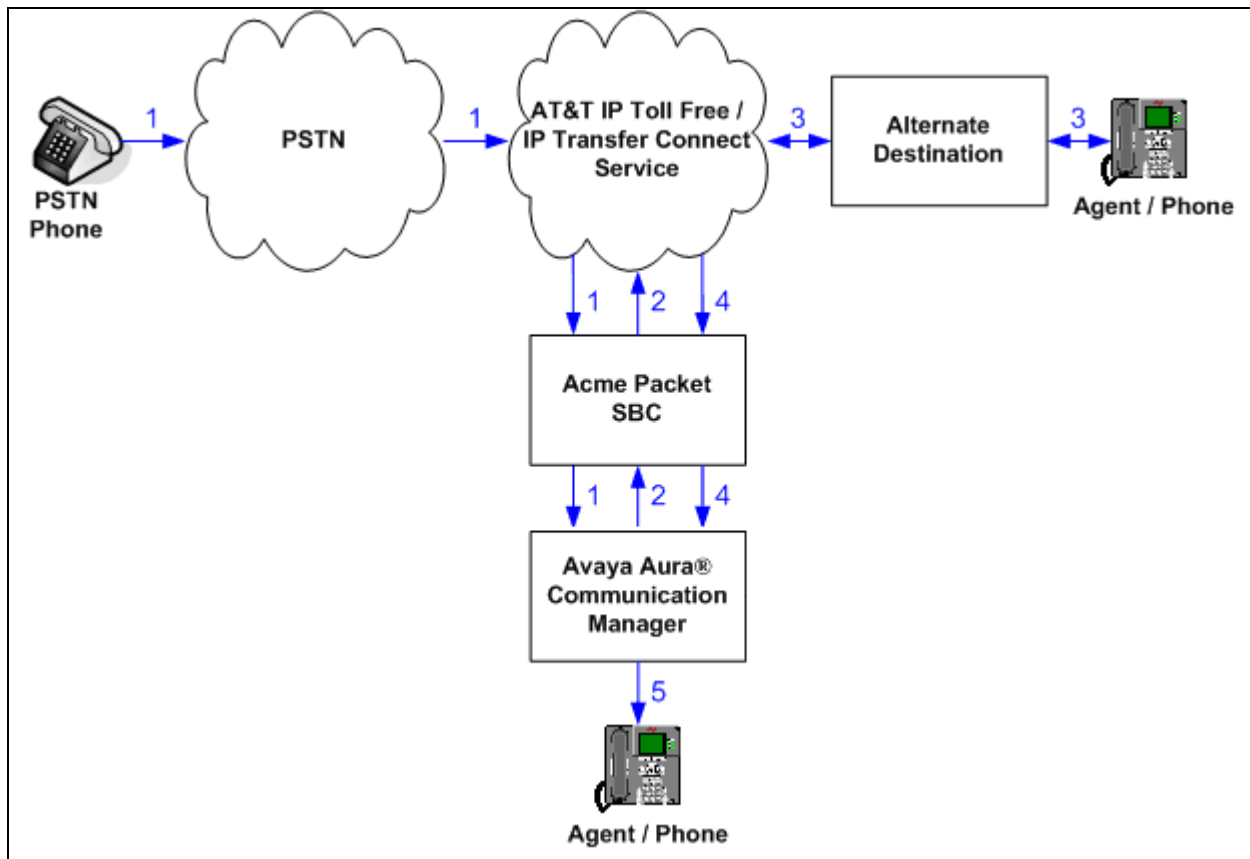 1
PSTN
Phone
PSTN
1
AT&T IP Toll Free /
IP Transfer Connect
Service
3
Alternate
Destination
3
Agent / Phone
1
2
4
Acme Packet
SBC
1
2
4
Avaya Aura®
Communication
Manager
5
Agent / Phone